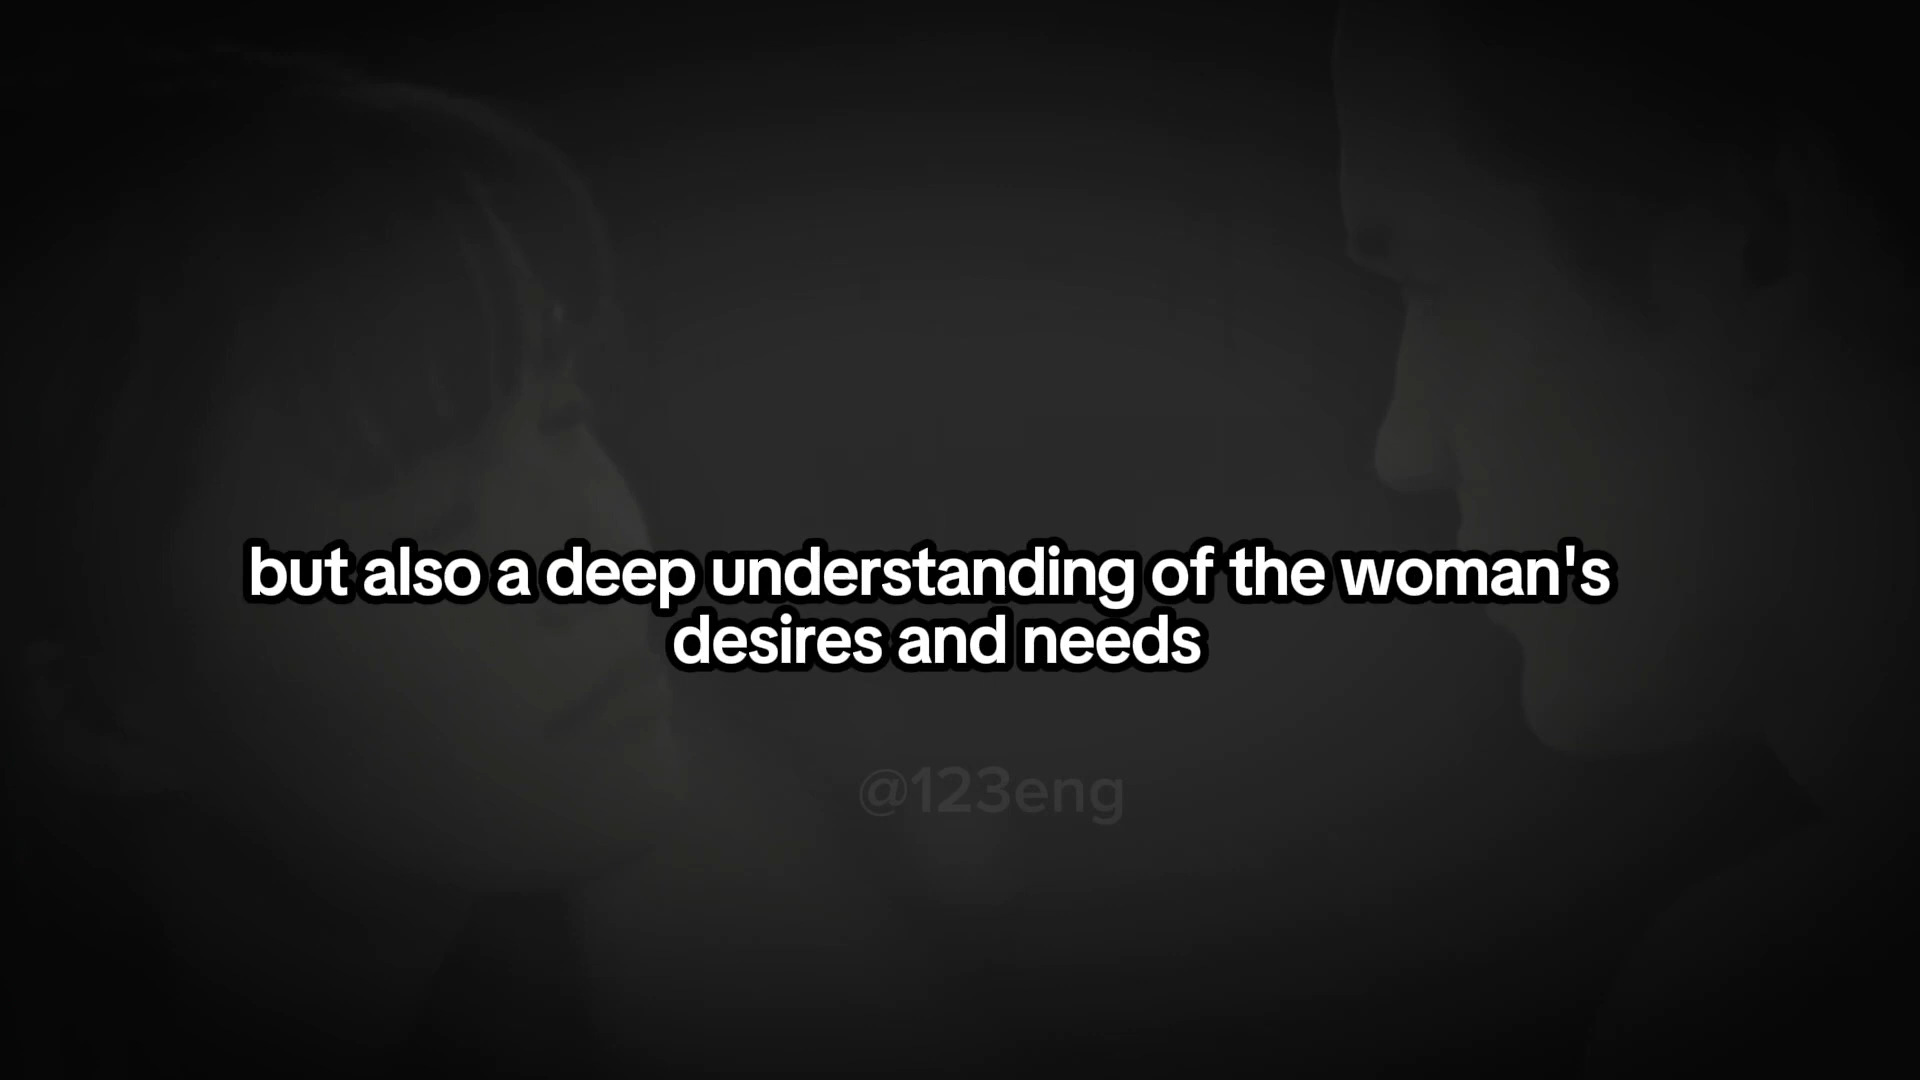 but also a deep understanding of the woman's
desires and needs
@123eng